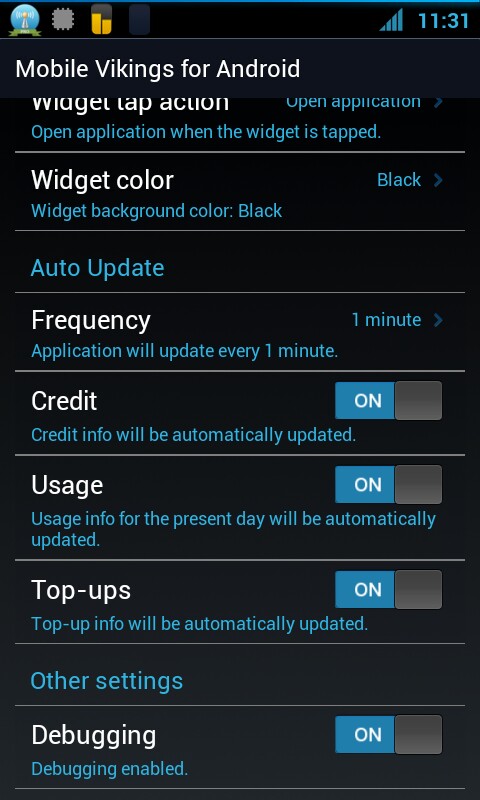 11:31
Mobile Vikings for Android
Widget tap action Open application
Open application when the widget is tapped.
Widget color Black
Widget background color: Black
Auto Update
Frequency 1 minute
Application will update every 1 minute.
Credit ON
Credit info will be automatically updated.
Usage ON
Usage info for the present day will be automatically
updated.
Top-ups ON
Top-up info will be automatically updated.
Other settings
Debugging ON
Debugging enabled.